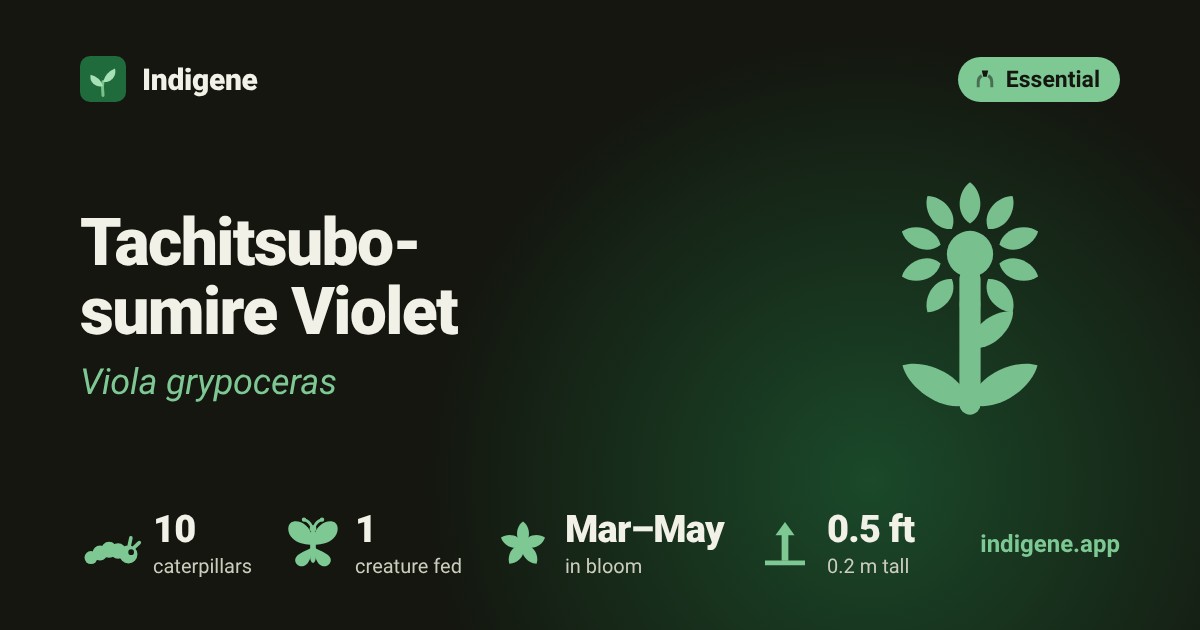 Indigene
Essential
Tachitsubo-
sumire Violet
Viola grypoceras
10
caterpillars
1
creature fed
Mar–May
in bloom
0.5 ft
0.2 m tall
indigene.app